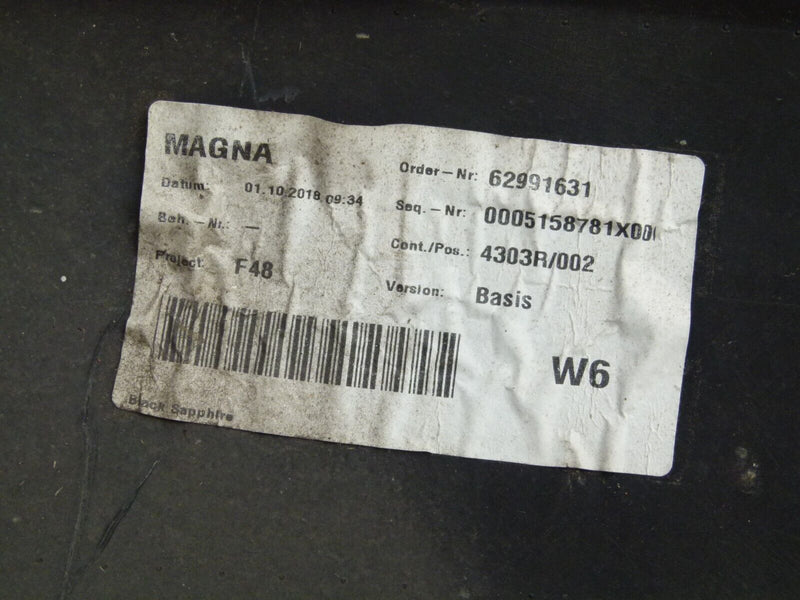 MAGNA
Datum: 01.10.2018 09:34
Beh.-Nr.: —
Project: F48
Order-Nr: 62991631
Seq.-Nr: 0005158781X00
Cont./Pos.: 4303R/002
Version: Basis
W6
Black Sapphire